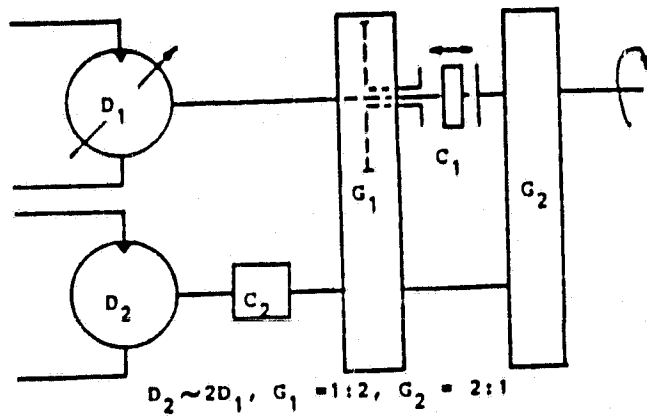 D₁
G₁
C₁
G₂
D₂
C₂
D₂~2D₁, G₁ =1:2, G₂ = 2:1